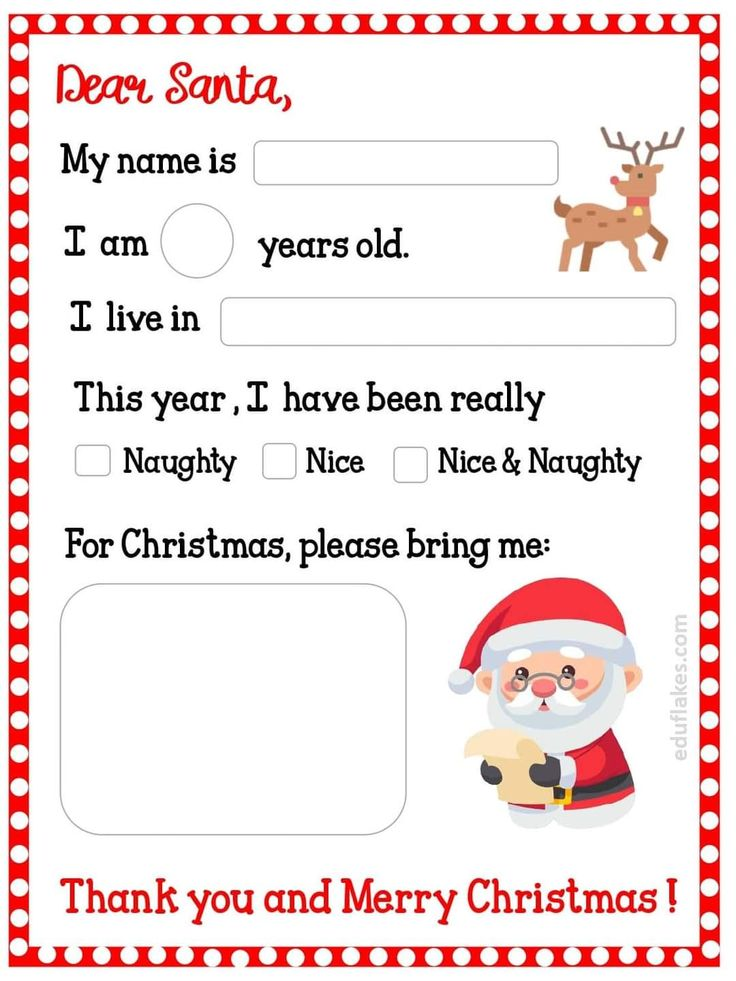 Dear Santa,
My name is
I am years old.
I live in
This year , I have been really
Naughty Nice Nice & Naughty
For Christmas, please bring me:
eduflakes.com
Thank you and Merry Christmas !